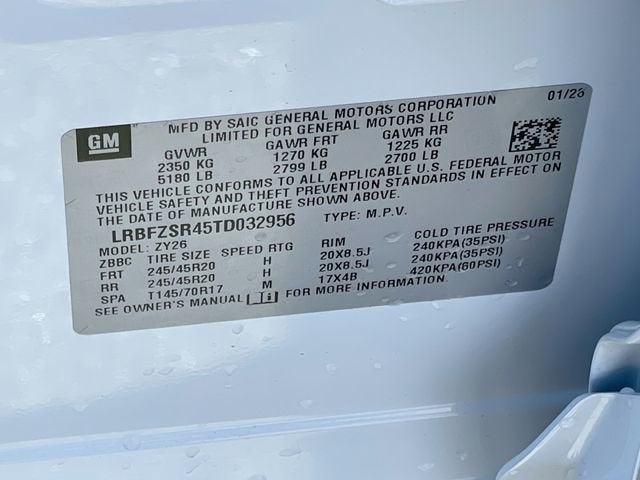 GM
MFD BY SAIC GENERAL MOTORS CORPORATION 01/26
LIMITED FOR GENERAL MOTORS LLC
GVWR GAWR FRT GAWR RR
2350 KG 1270 KG 1225 KG
5180 LB 2799 LB 2700 LB
THIS VEHICLE CONFORMS TO ALL APPLICABLE U.S. FEDERAL MOTOR
VEHICLE SAFETY AND THEFT PREVENTION STANDARDS IN EFFECT ON
THE DATE OF MANUFACTURE SHOWN ABOVE.
LRBFZSR45TD032956 TYPE: M.P.V.
MODEL: ZY26
ZBBC TIRE SIZE SPEED RTG RIM COLD TIRE PRESSURE
FRT 245/45R20 H 20X8.5J 240KPA(35PSI)
RR 245/45R20 H 20X8.5J 240KPA(35PSI)
SPA T145/70R17 M 17X4B 420KPA(60PSI)
SEE OWNER'S MANUAL FOR MORE INFORMATION.